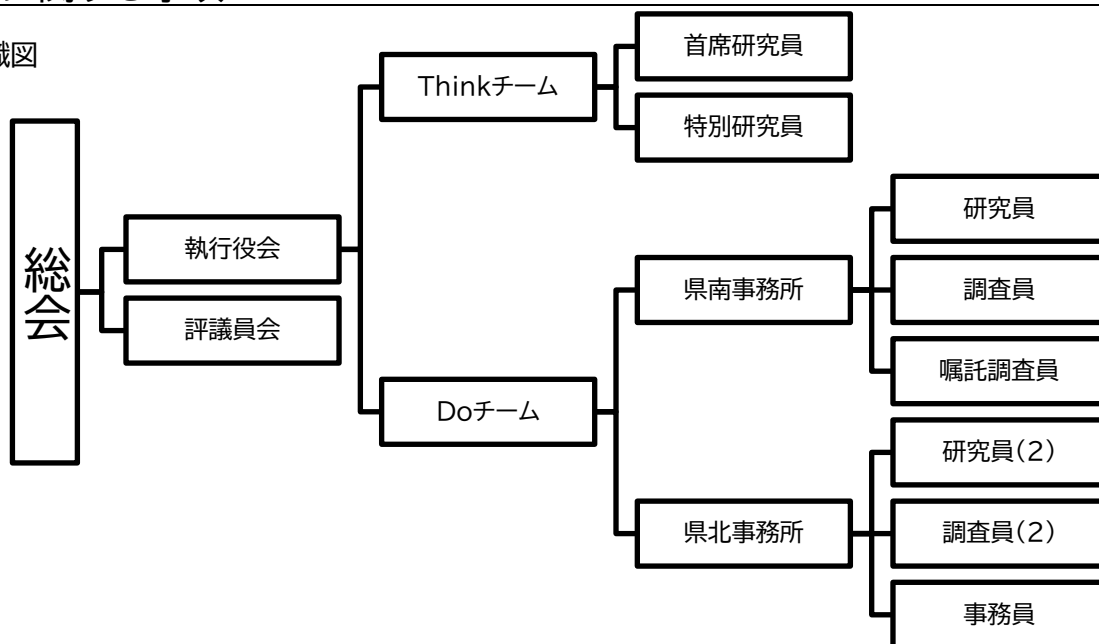 織図
総会
執行役会
評議員会
Thinkチーム
首席研究員
特別研究員
Doチーム
県南事務所
研究員
調査員
嘱託調査員
県北事務所
研究員(2)
調査員(2)
事務員